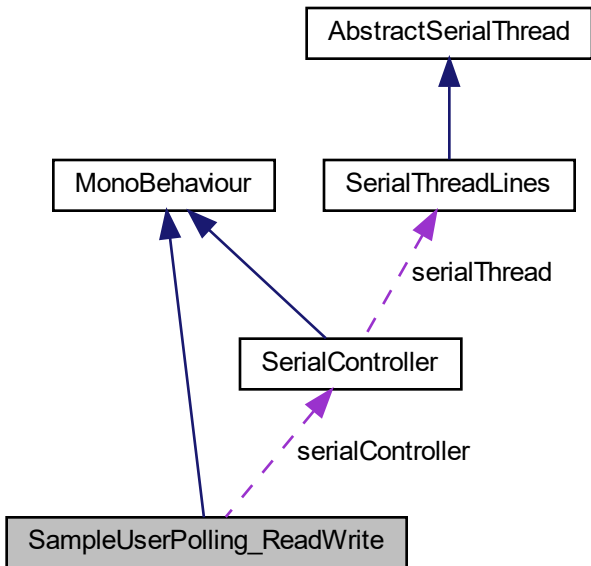 AbstractSerialThread
MonoBehaviour
SerialThreadLines
serialThread
SerialController
serialController
SampleUserPolling_ReadWrite